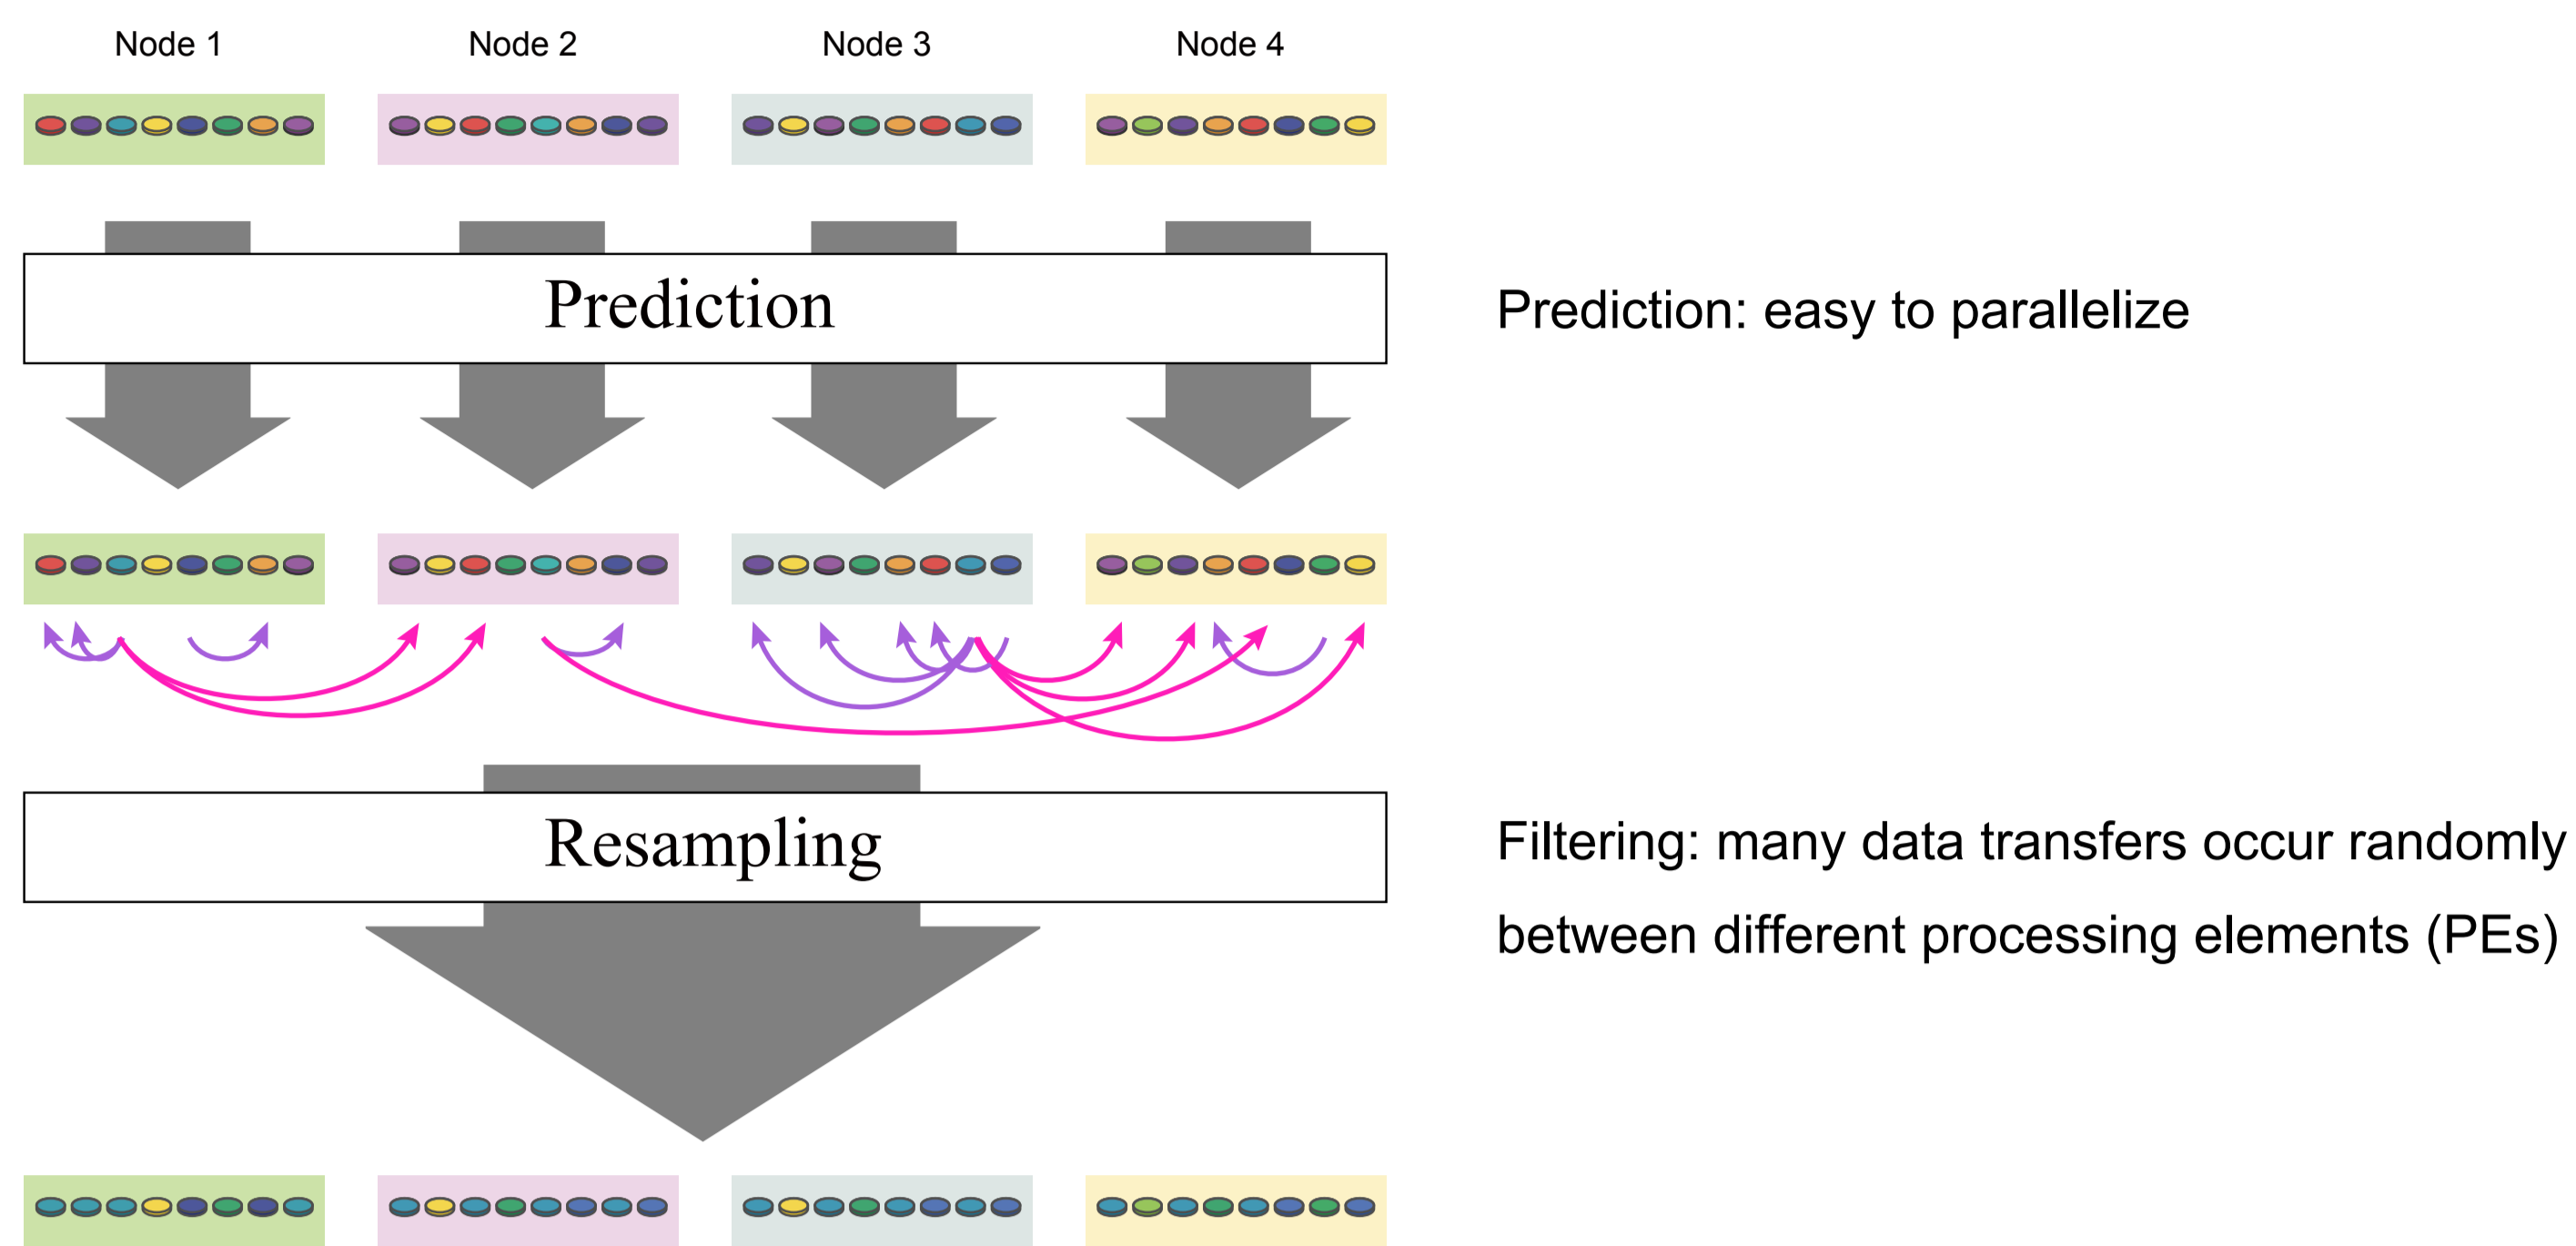 Node 1
Node 2
Node 3
Node 4
Prediction
Prediction: easy to parallelize
Resampling
Filtering: many data transfers occur randomly
between different processing elements (PEs)